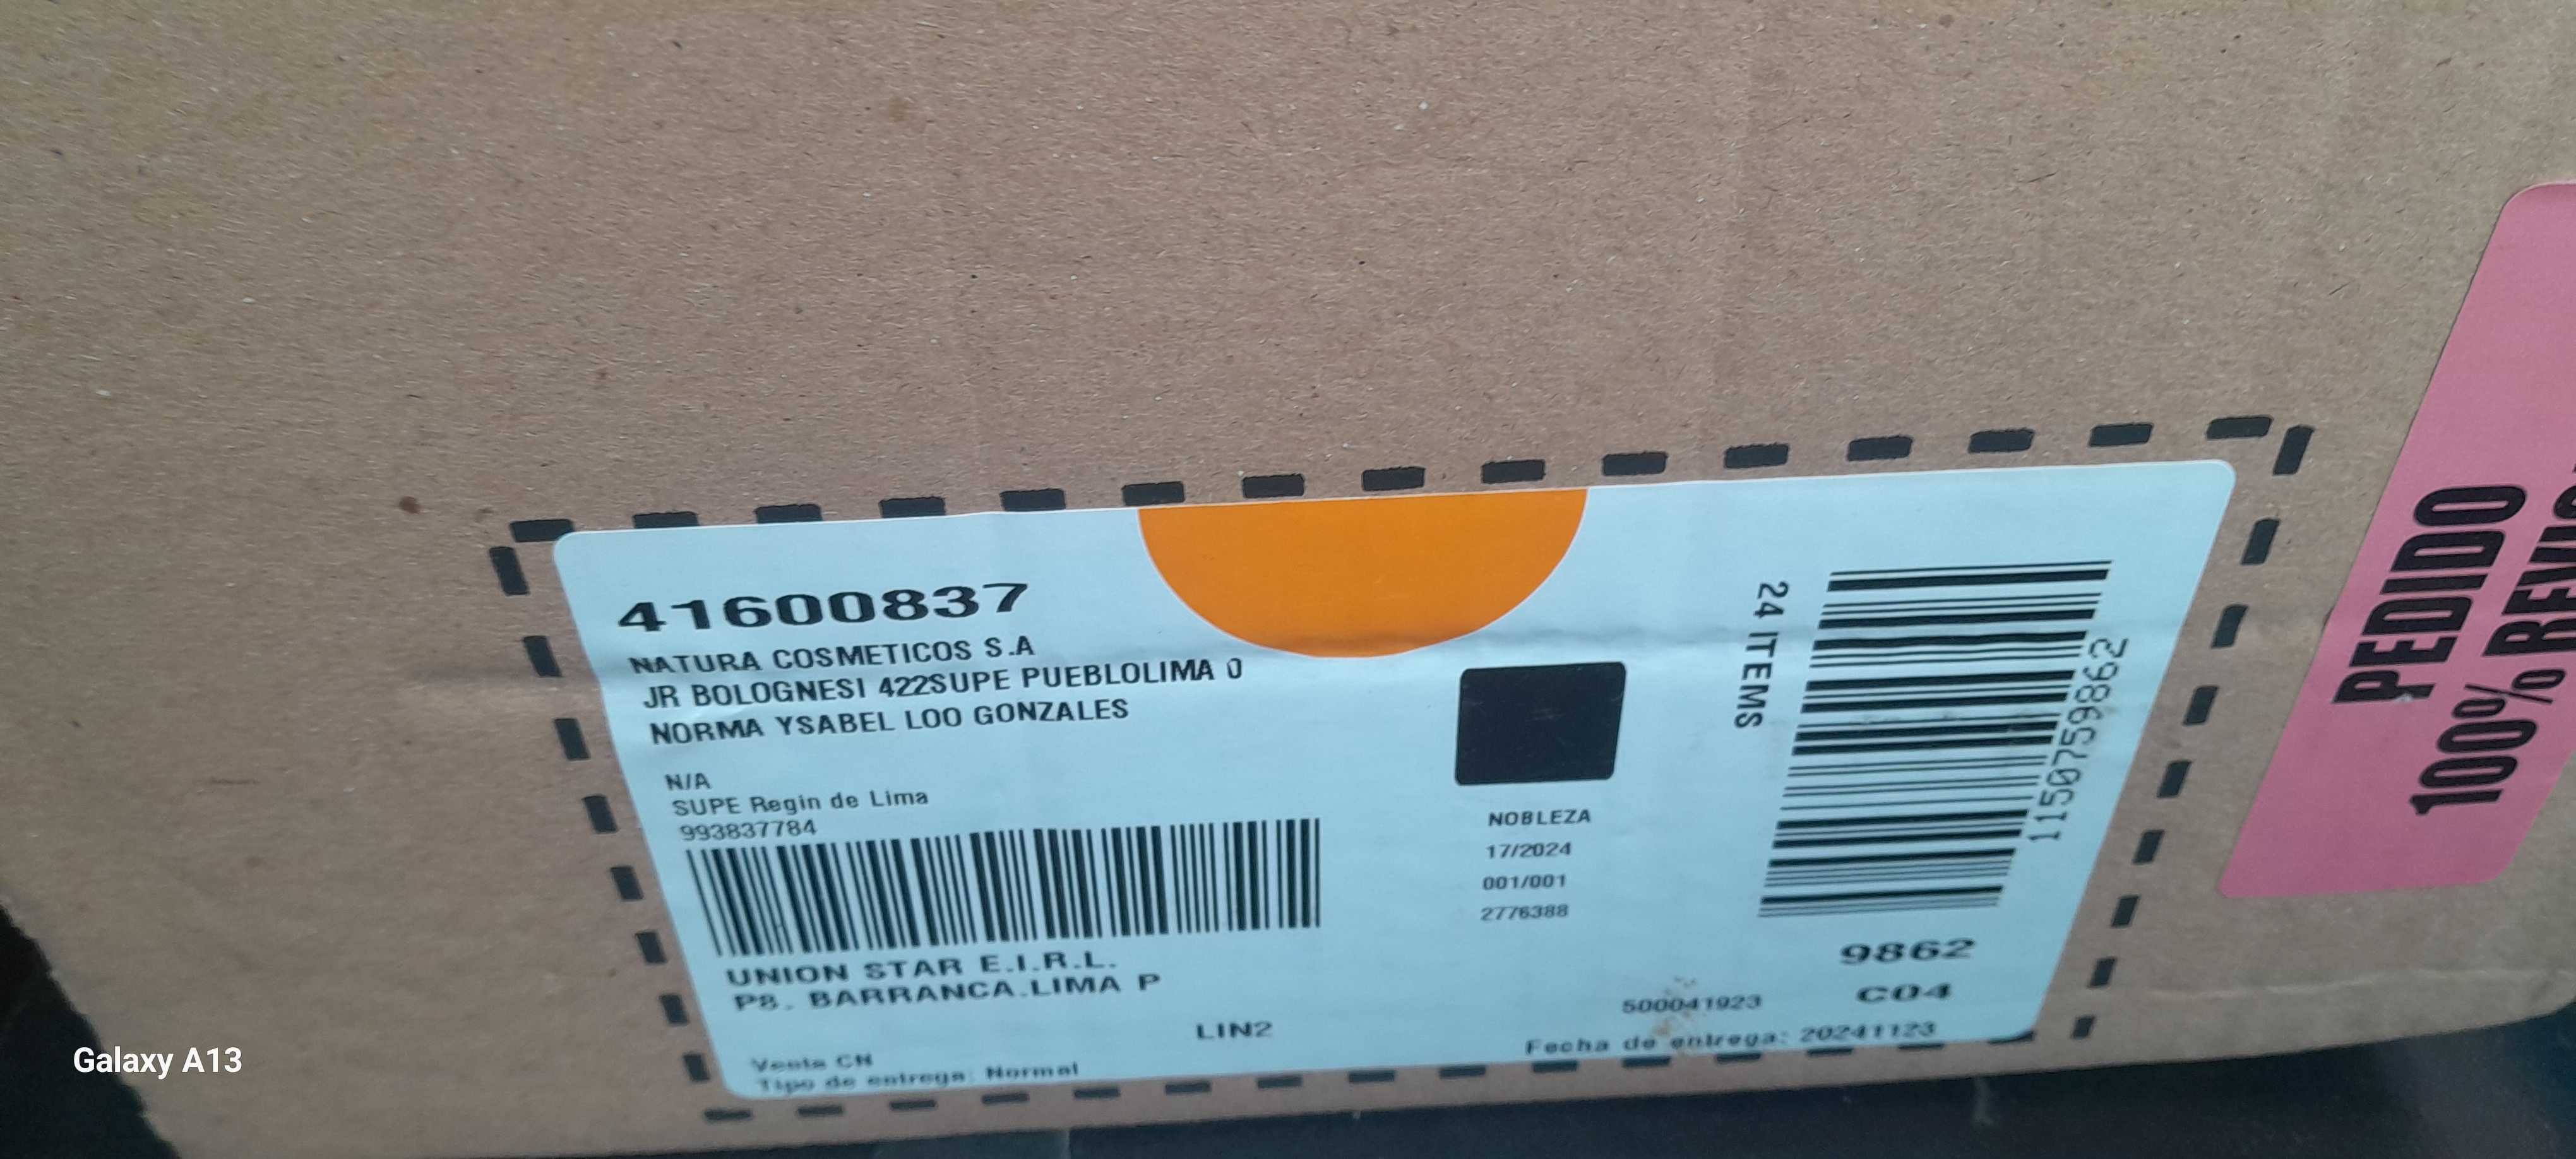 41600837
NATURA COSMETICOS S.A
JR BOLOGNESI 422SUPE PUEBLOLIMA 0
NORMA YSABEL LOO GONZALES
N/A
SUPE Regin de Lima
993837784
UNION STAR E.I.R.L.
P8. BARRANCA.LIMA P
LIN2
Venta CN
Tipo de entrega: Normal
NOBLEZA
17/2024
001/001
2776388
24 ITEMS
1150759862
9862
C04
500041923
Fecha de entrega: 20241123
PEDIDO
100%
Galaxy A13